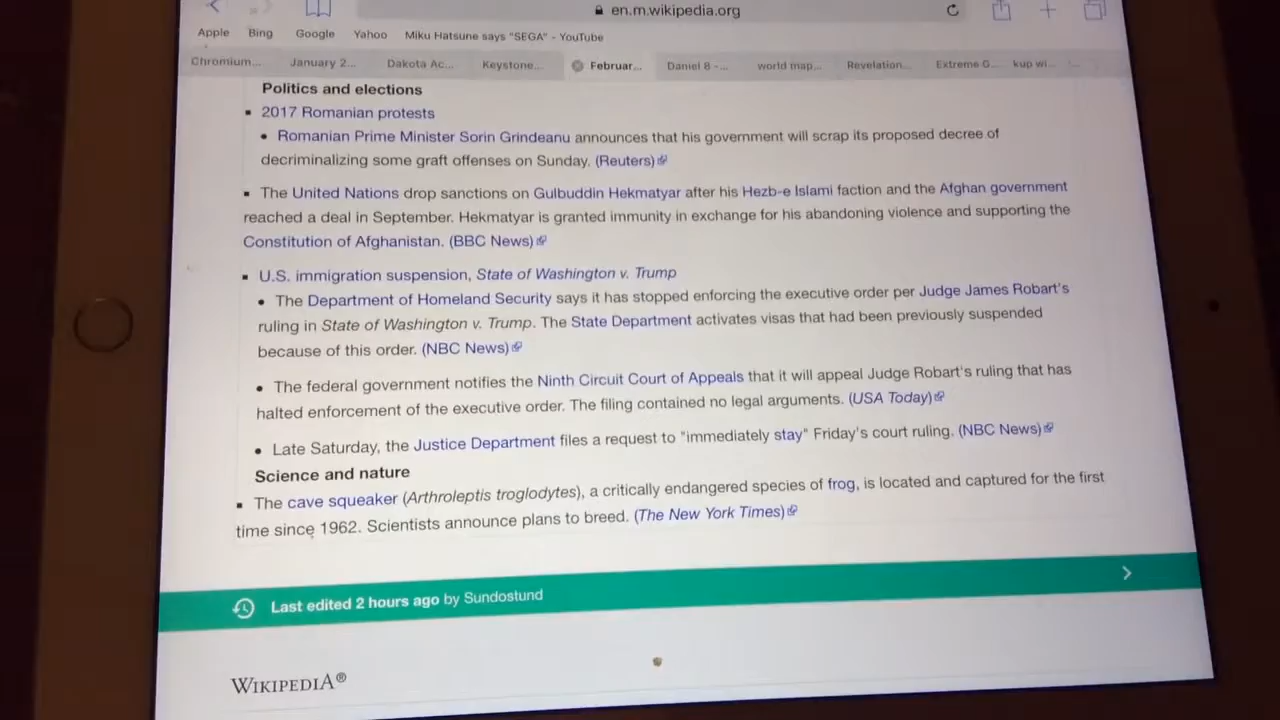 en.m.wikipedia.org
Apple Bing Google Yahoo Miku Hatsune says "SEGA" - YouTube
Chromium... January 2... Dakota Ac... Keystone... Februar... Daniel 8 -... world map... Revelation... Extreme G... kup wi...
Politics and elections
2017 Romanian protests
Romanian Prime Minister Sorin Grindeanu announces that his government will scrap its proposed decree of
decriminalizing some graft offenses on Sunday. (Reuters)
The United Nations drop sanctions on Gulbuddin Hekmatyar after his Hezb-e Islami faction and the Afghan government
reached a deal in September. Hekmatyar is granted immunity in exchange for his abandoning violence and supporting the
Constitution of Afghanistan. (BBC News)
U.S. immigration suspension, State of Washington v. Trump
The Department of Homeland Security says it has stopped enforcing the executive order per Judge James Robart's
ruling in State of Washington v. Trump. The State Department activates visas that had been previously suspended
because of this order. (NBC News)
The federal government notifies the Ninth Circuit Court of Appeals that it will appeal Judge Robart's ruling that has
halted enforcement of the executive order. The filing contained no legal arguments. (USA Today)
Late Saturday, the Justice Department files a request to "immediately stay" Friday's court ruling. (NBC News)
Science and nature
The cave squeaker (Arthroleptis troglodytes), a critically endangered species of frog, is located and captured for the first
time since 1962. Scientists announce plans to breed. (The New York Times)
Last edited 2 hours ago by Sundostund
WIKIPEDIA®